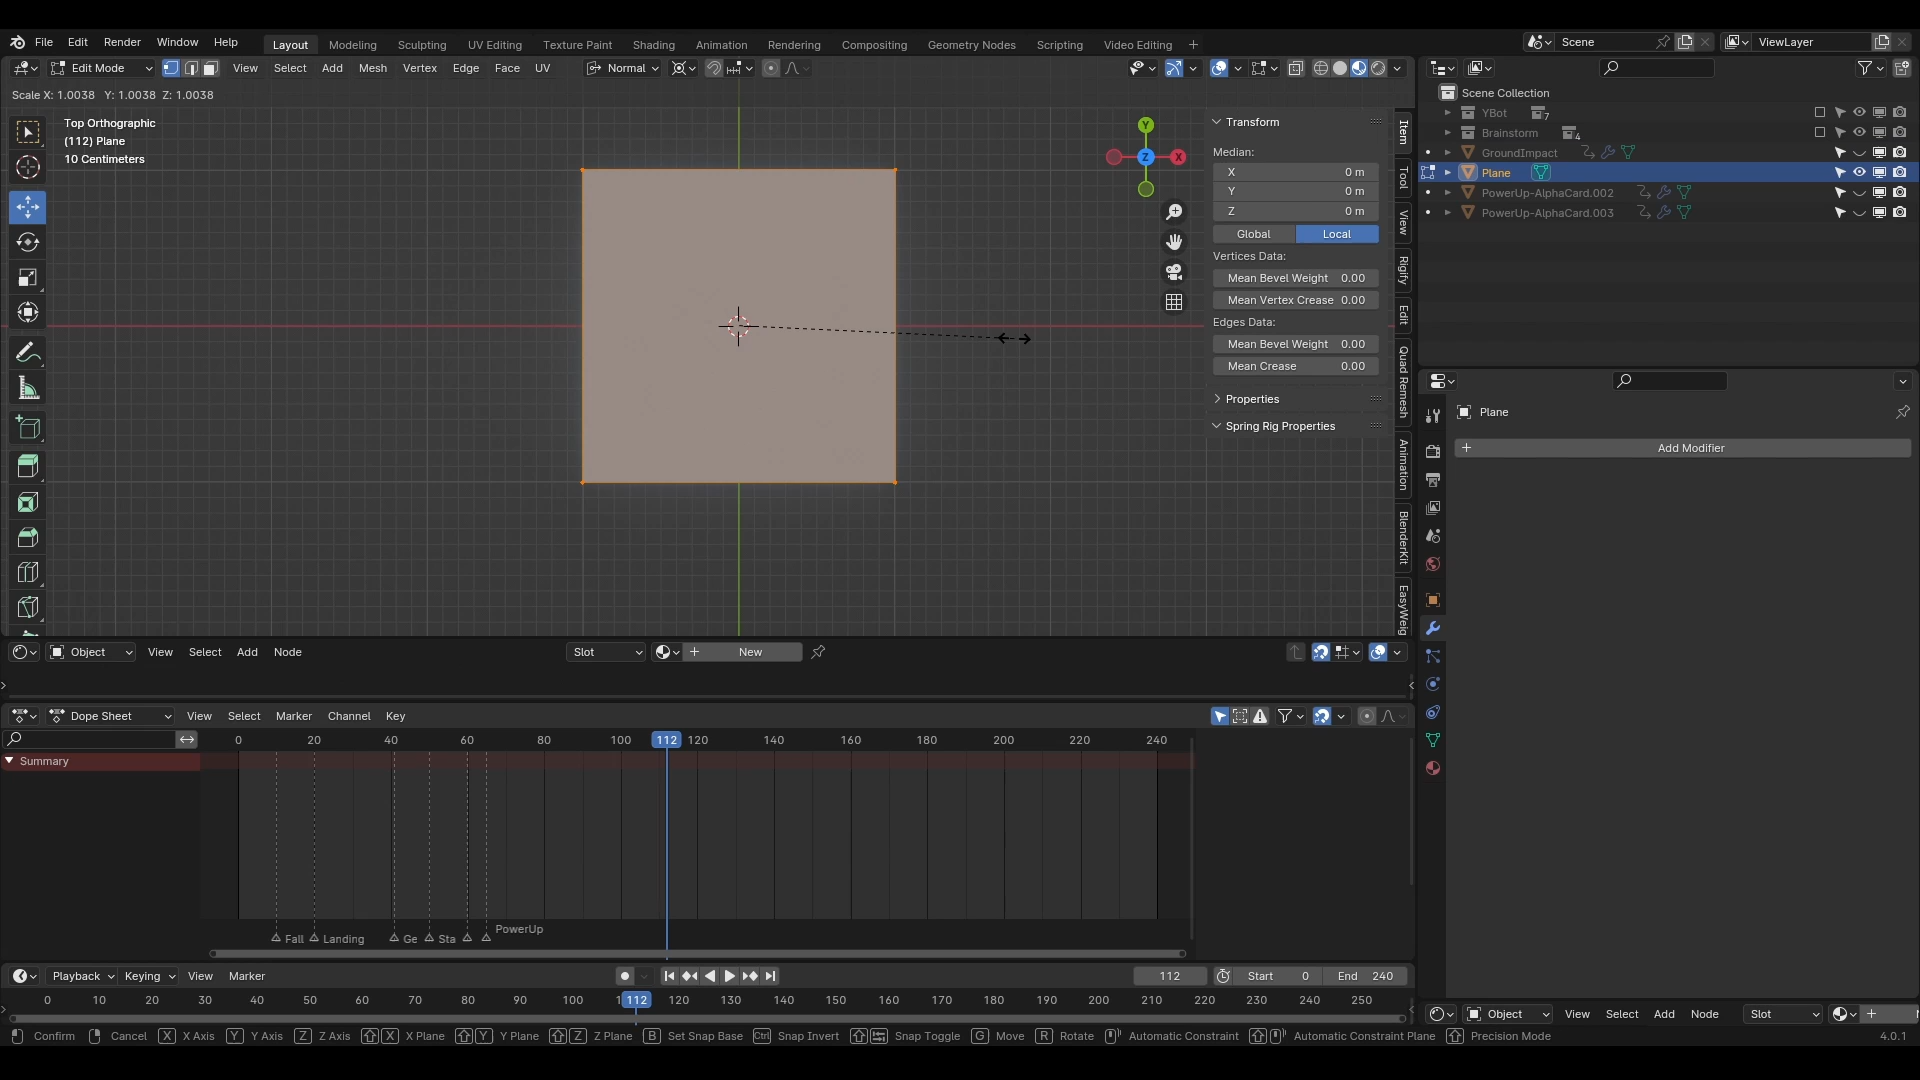 File Edit Render Window Help Layout Modeling Sculpting UV Editing Texture Paint Shading Animation Rendering Compositing Geometry Nodes Scripting Video Editing + Scene ViewLayer
Edit Mode View Select Add Mesh Vertex Edge Face UV Normal
Scale X: 1.0038 Y: 1.0038 Z: 1.0038
Top Orthographic
(112) Plane
10 Centimeters
Y
Z
X
Transform
Median:
X 0 m
Y 0 m
Z 0 m
Global Local
Vertices Data:
Mean Bevel Weight 0.00
Mean Vertex Crease 0.00
Edges Data:
Mean Bevel Weight 0.00
Mean Crease 0.00
Properties
Spring Rig Properties
Item
Tool
View
Rigify
Edit
Quad Remesh
Animation
BlenderKit
EasyWeig
Scene Collection
YBot 7
Brainstorm 4
GroundImpact
Plane
PowerUp-AlphaCard.002
PowerUp-AlphaCard.003
Plane
+ Add Modifier
Object View Select Add Node Slot + New
Dope Sheet View Select Marker Channel Key
0 20 40 60 80 100 112 120 140 160 180 200 220 240
Summary
PowerUp
Fall Landing Ge Sta
Playback Keying View Marker 112 Start 0 End 240
0 10 20 30 40 50 60 70 80 90 100 1 112 120 130 140 150 160 170 180 190 200 210 220 230 240 250
Object View Select Add Node Slot +
Confirm Cancel X X Axis Y Y Axis Z Z Axis X X Plane Y Y Plane Z Z Plane B Set Snap Base Ctrl Snap Invert Snap Toggle G Move R Rotate Automatic Constraint Automatic Constraint Plane Precision Mode 4.0.1